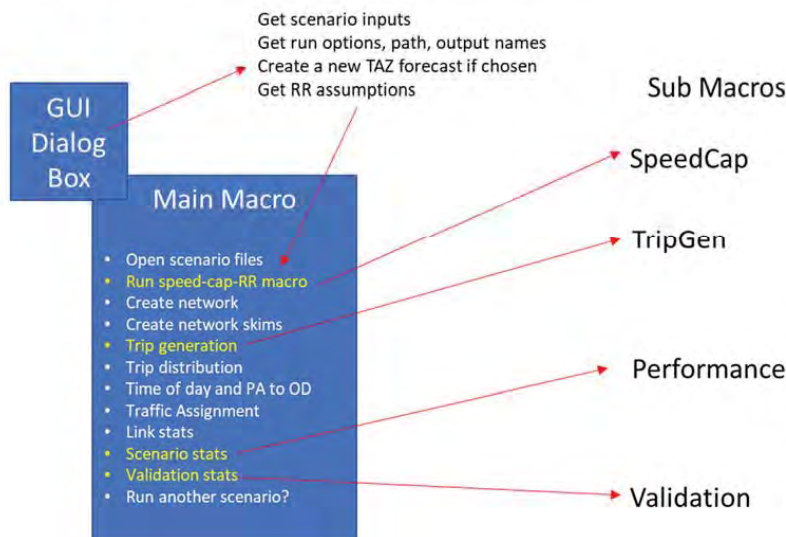 Get scenario inputs
Get run options, path, output names
Create a new TAZ forecast if chosen
Get RR assumptions
GUI
Dialog
Box
Main Macro
• Open scenario files
• Run speed-cap-RR macro
• Create network
• Create network skims
• Trip generation
• Trip distribution
• Time of day and PA to OD
• Traffic Assignment
• Link stats
• Scenario stats
• Validation stats
• Run another scenario?
Sub Macros
SpeedCap
TripGen
Performance
Validation